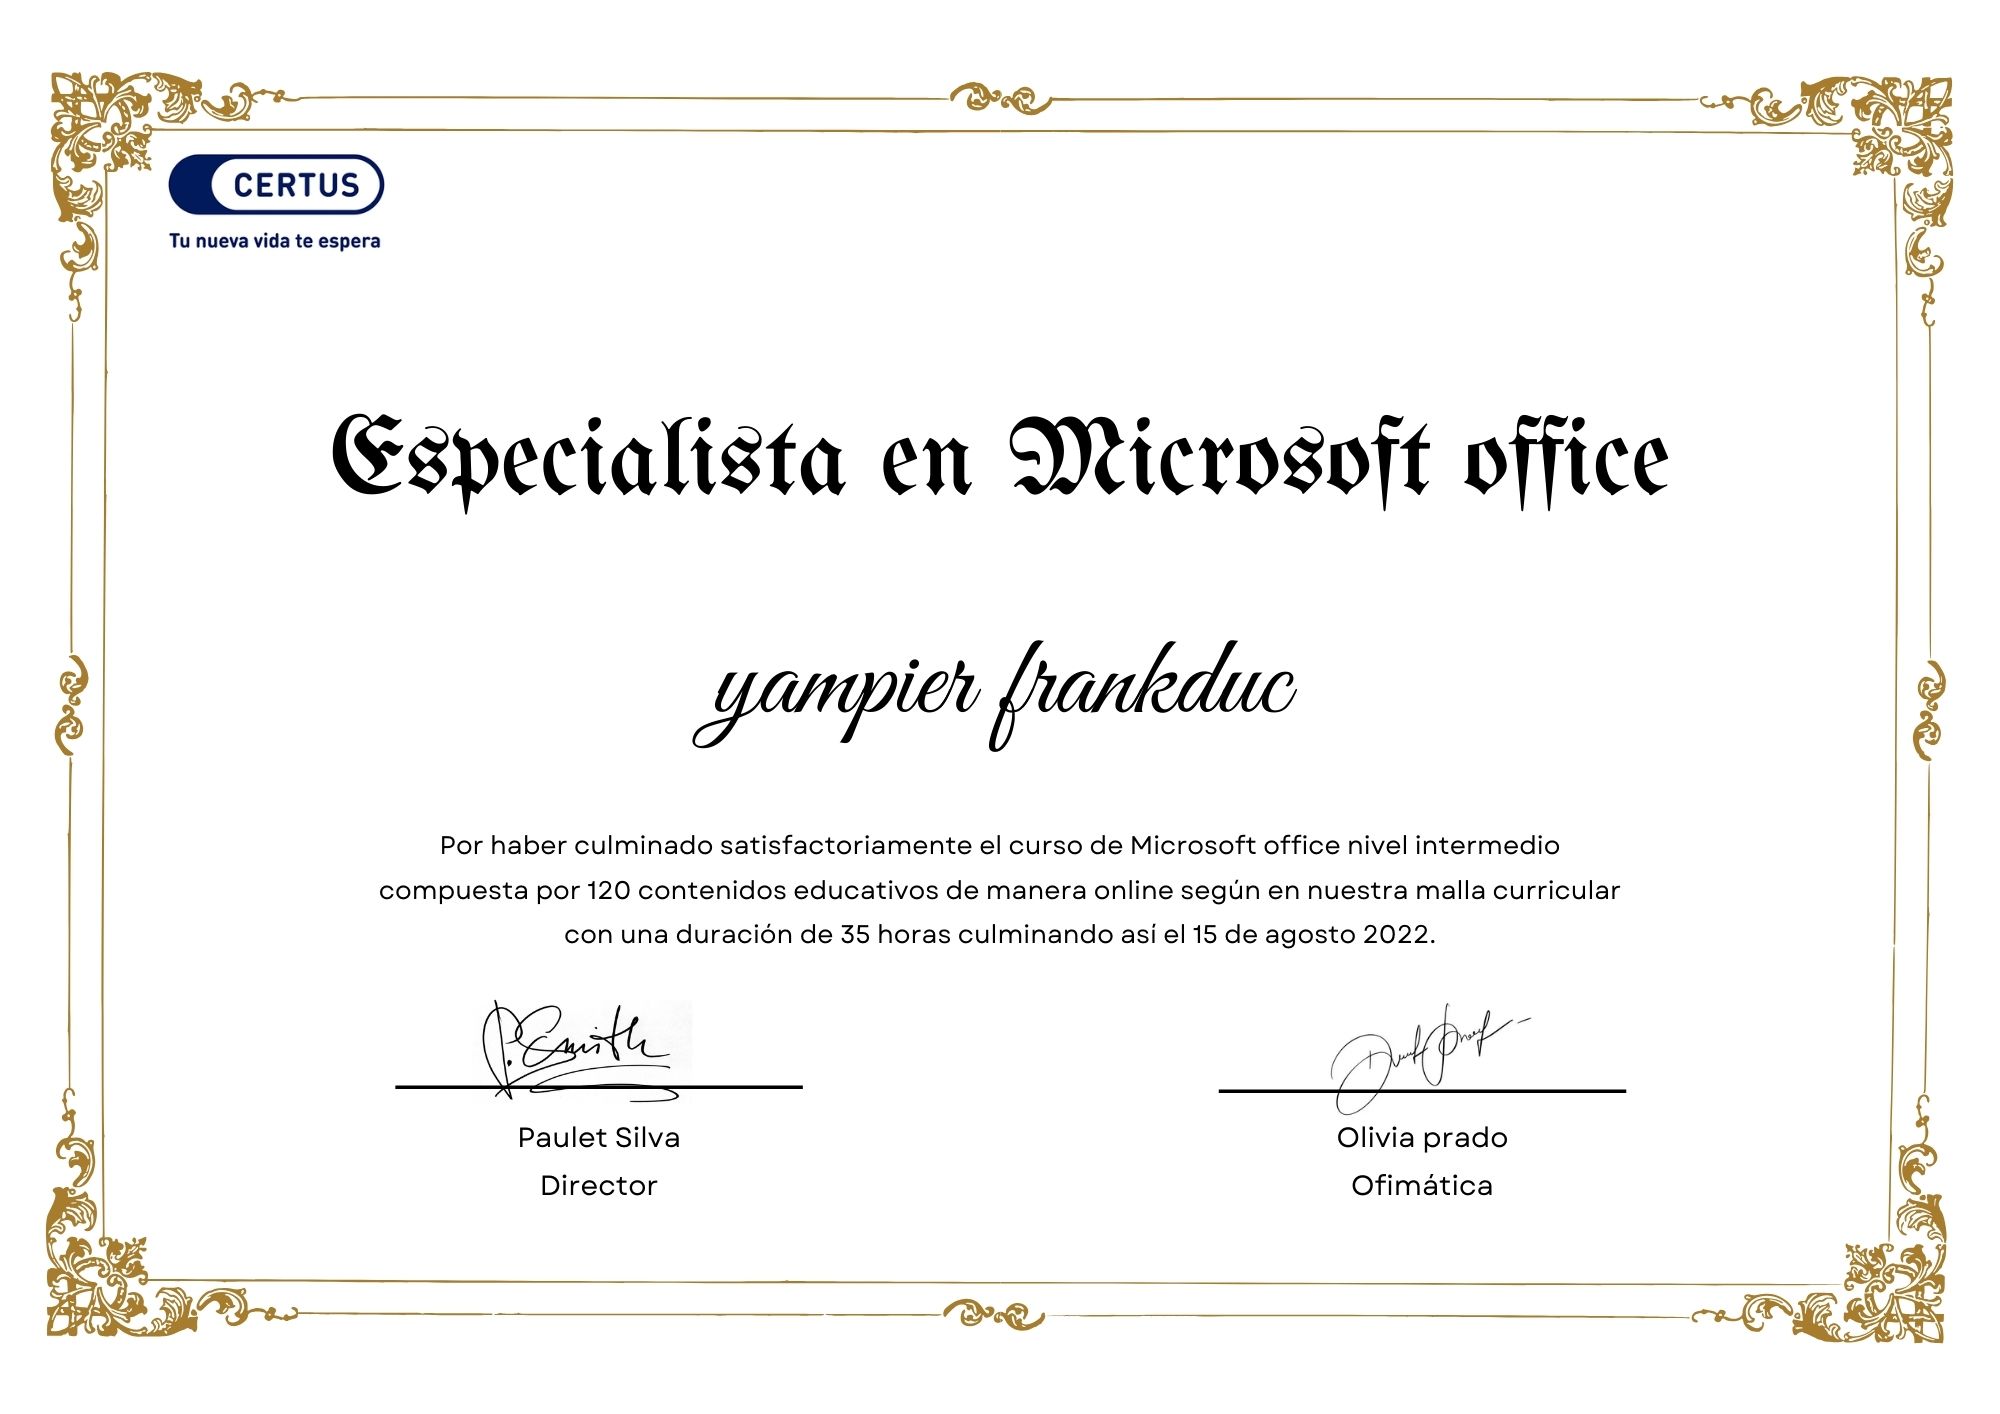 CERTUS
Tu nueva vida te espera
Especialista en Microsoft office
yampier frankduc
Por haber culminado satisfactoriamente el curso de Microsoft office nivel intermedio
compuesta por 120 contenidos educativos de manera online según en nuestra malla curricular
con una duración de 35 horas culminando así el 15 de agosto 2022.
P. Smith
Paulet Silva
Director
Olivia prado
Ofimática